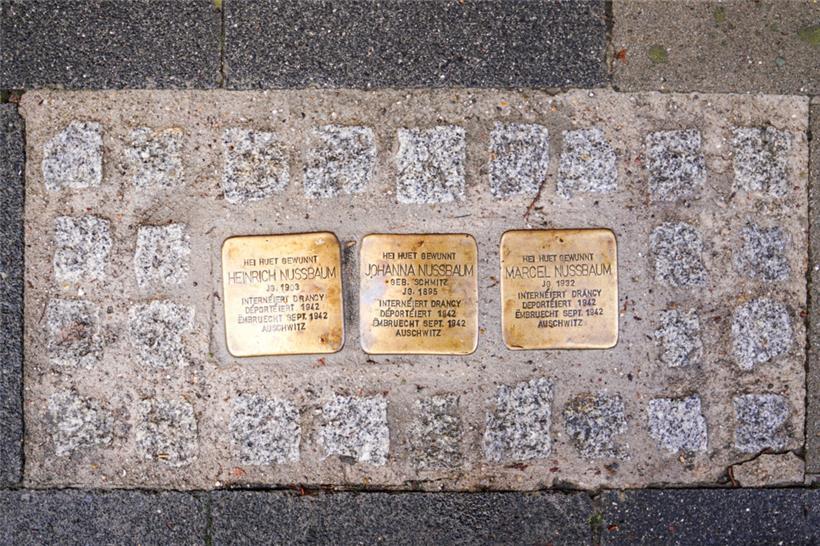 HEI HUET GEWUNNT
HEINRICH NUSSBAUM
JG. 1903
INTERNÉIERT DRANCY
DEPORTÉIERT 1942
ËMBRUECHT SEPT. 1942
AUSCHWITZ
HEI HUET GEWUNNT
JOHANNA NUSSBAUM
GEB. SCHMITZ
JG. 1895
INTERNÉIERT DRANCY
DEPORTÉIERT 1942
ËMBRUECHT SEPT. 1942
AUSCHWITZ
HEI HUET GEWUNNT
MARCEL NUSSBAUM
JG. 1932
INTERNÉIERT DRANCY
DEPORTÉIERT 1942
ËMBRUECHT SEPT. 1942
AUSCHWITZ